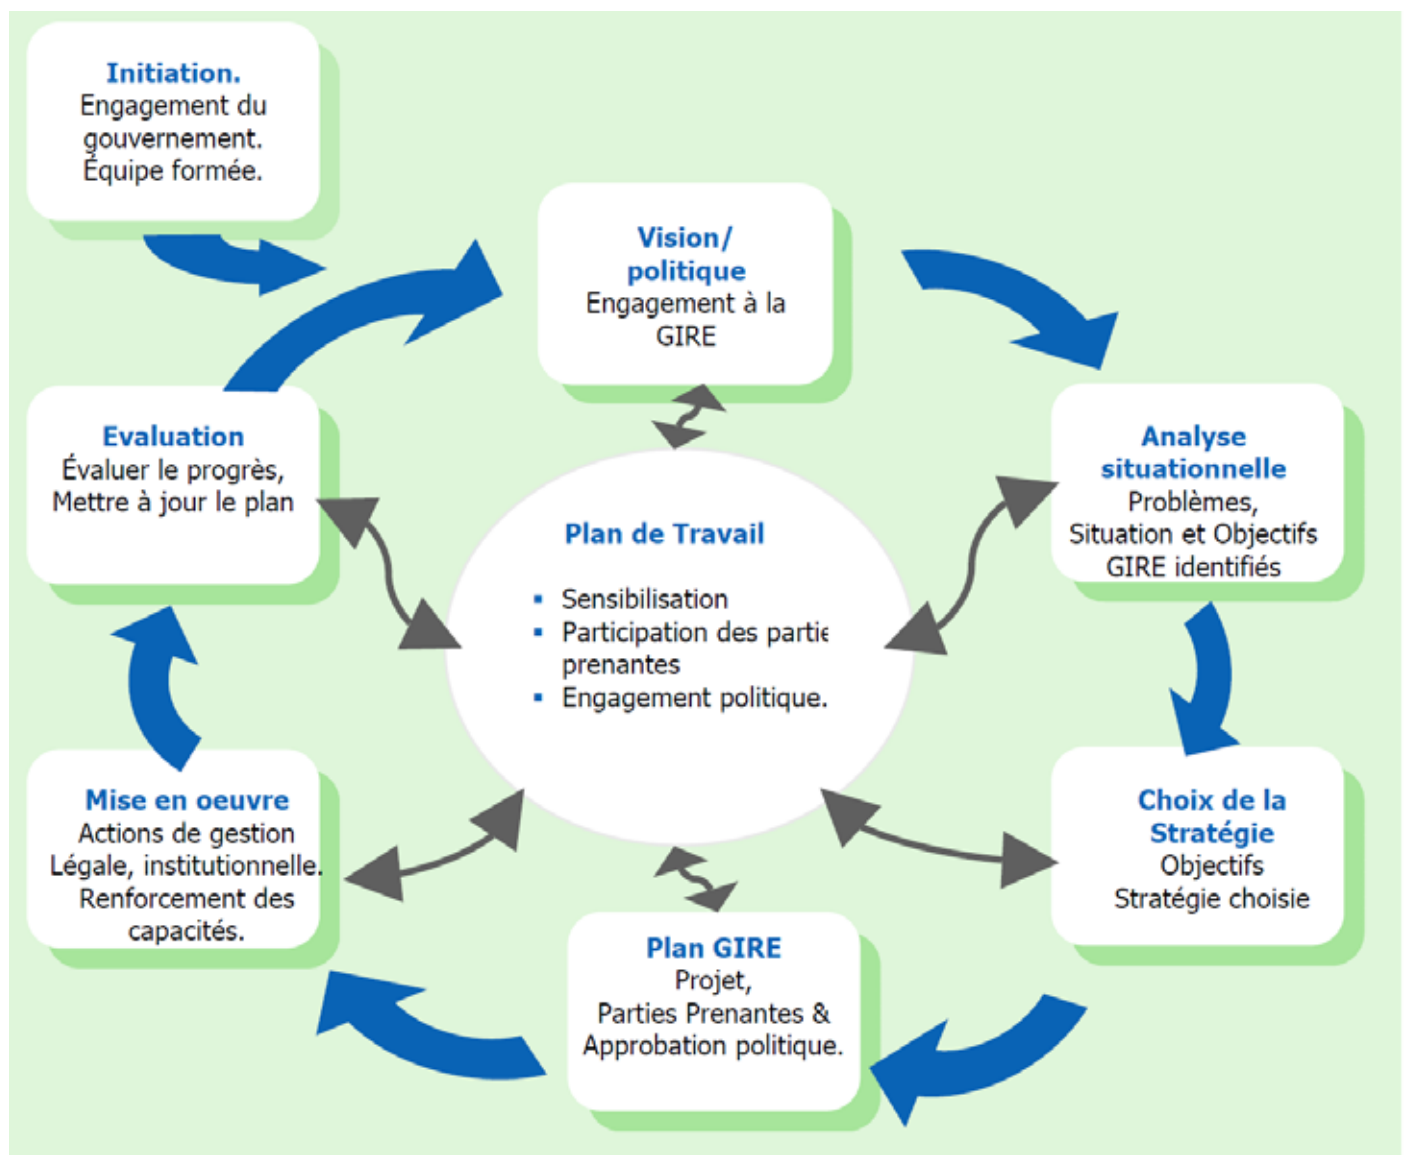 Initiation.
Engagement du
gouvernement.
Équipe formée.
Vision/
politique
Engagement à la
GIRE
Analyse
situationnelle
Problèmes,
Situation et Objectifs
GIRE identifiés
Choix de la
Stratégie
Objectifs
Stratégie choisie
Plan GIRE
Projet,
Parties Prenantes &
Approbation politique.
Mise en oeuvre
Actions de gestion
Légale, institutionnelle.
Renforcement des
capacités.
Evaluation
Évaluer le progrès,
Mettre à jour le plan
Plan de Travail
▪ Sensibilisation
▪ Participation des partie
prenantes
▪ Engagement politique.